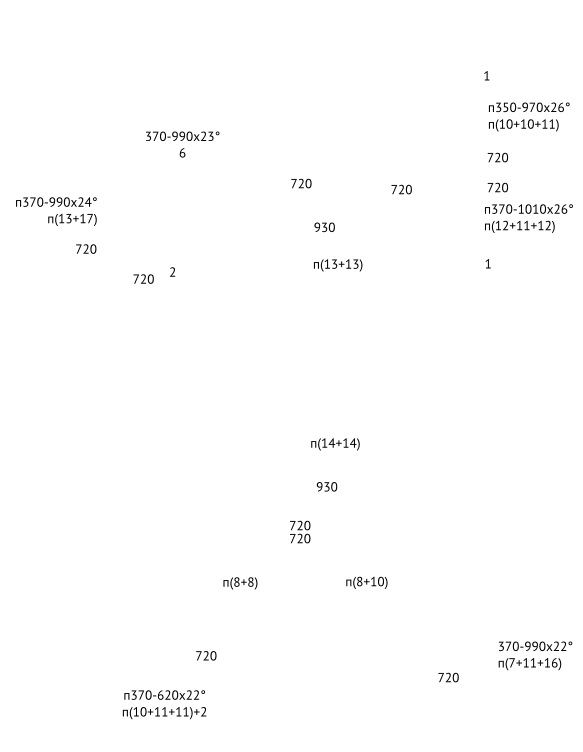 1
п350-970x26°
п(10+10+11)
370-990x23°
6
720
720
720
720
п370-990x24°
п(13+17)
п370-1010x26°
п(12+11+12)
930
720
п(13+13)
1
2
720
п(14+14)
930
720
720
п(8+8)
п(8+10)
370-990x22°
п(7+11+16)
720
720
п370-620x22°
п(10+11+11)+2